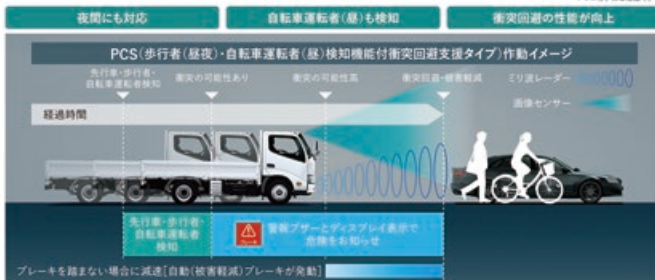 夜間にも対応
自転車運転者(昼)も検知
衝突回避の性能が向上
PCS(歩行者(昼夜)・自転車運転者(昼)検知機能付衝突回避支援タイプ)作動イメージ
先行車・歩行者・
自転車運転者検知
衝突の可能性あり
衝突の可能性高
衝突回避・被害軽減
ミリ波レーダー
画像センサー
経過時間
先行車・歩行者・
自転車運転者
検知
ブレーキ
警報ブザーとディスプレイ表示で
危険をお知らせ
ブレーキを踏まない場合に減速[自動(被害軽減)ブレーキが発動]